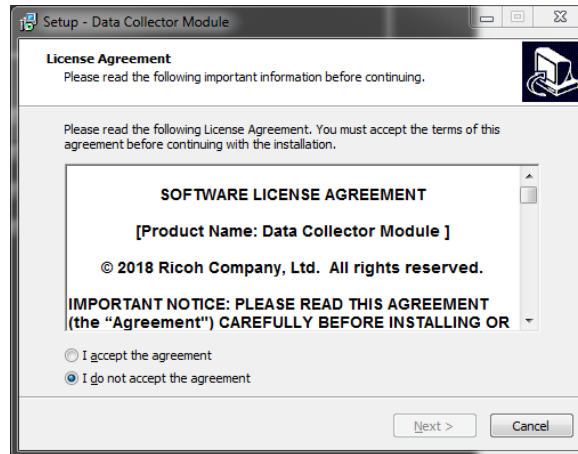 Setup - Data Collector Module
License Agreement
Please read the following important information before continuing.
Please read the following License Agreement. You must accept the terms of this
agreement before continuing with the installation.
SOFTWARE LICENSE AGREEMENT
[Product Name: Data Collector Module ]
© 2018 Ricoh Company, Ltd.  All rights reserved.
IMPORTANT NOTICE: PLEASE READ THIS AGREEMENT
(the “Agreement”) CAREFULLY BEFORE INSTALLING OR
I accept the agreement
I do not accept the agreement
Next >
Cancel